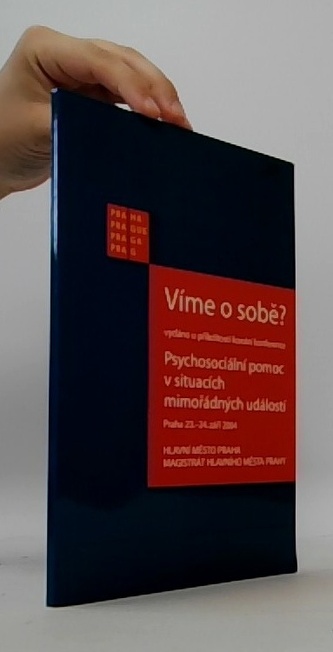 PRA HA
PRA GUE
PRA GA
PRA G
Víme o sobě?
vydáno u příležitosti konání konference
Psychosociální pomoc
v situacích
mimořádných událostí
Praha 23.-24. září 2004
HLAVNÍ MĚSTO PRAHA
MAGISTRÁT HLAVNÍHO MĚSTA PRAHY